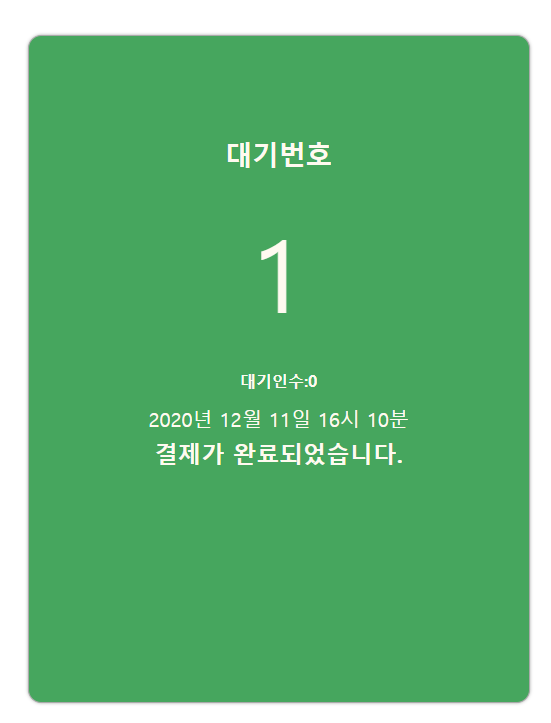 대기번호
1
대기인수:0
2020년 12월 11일 16시 10분
결제가 완료되었습니다.